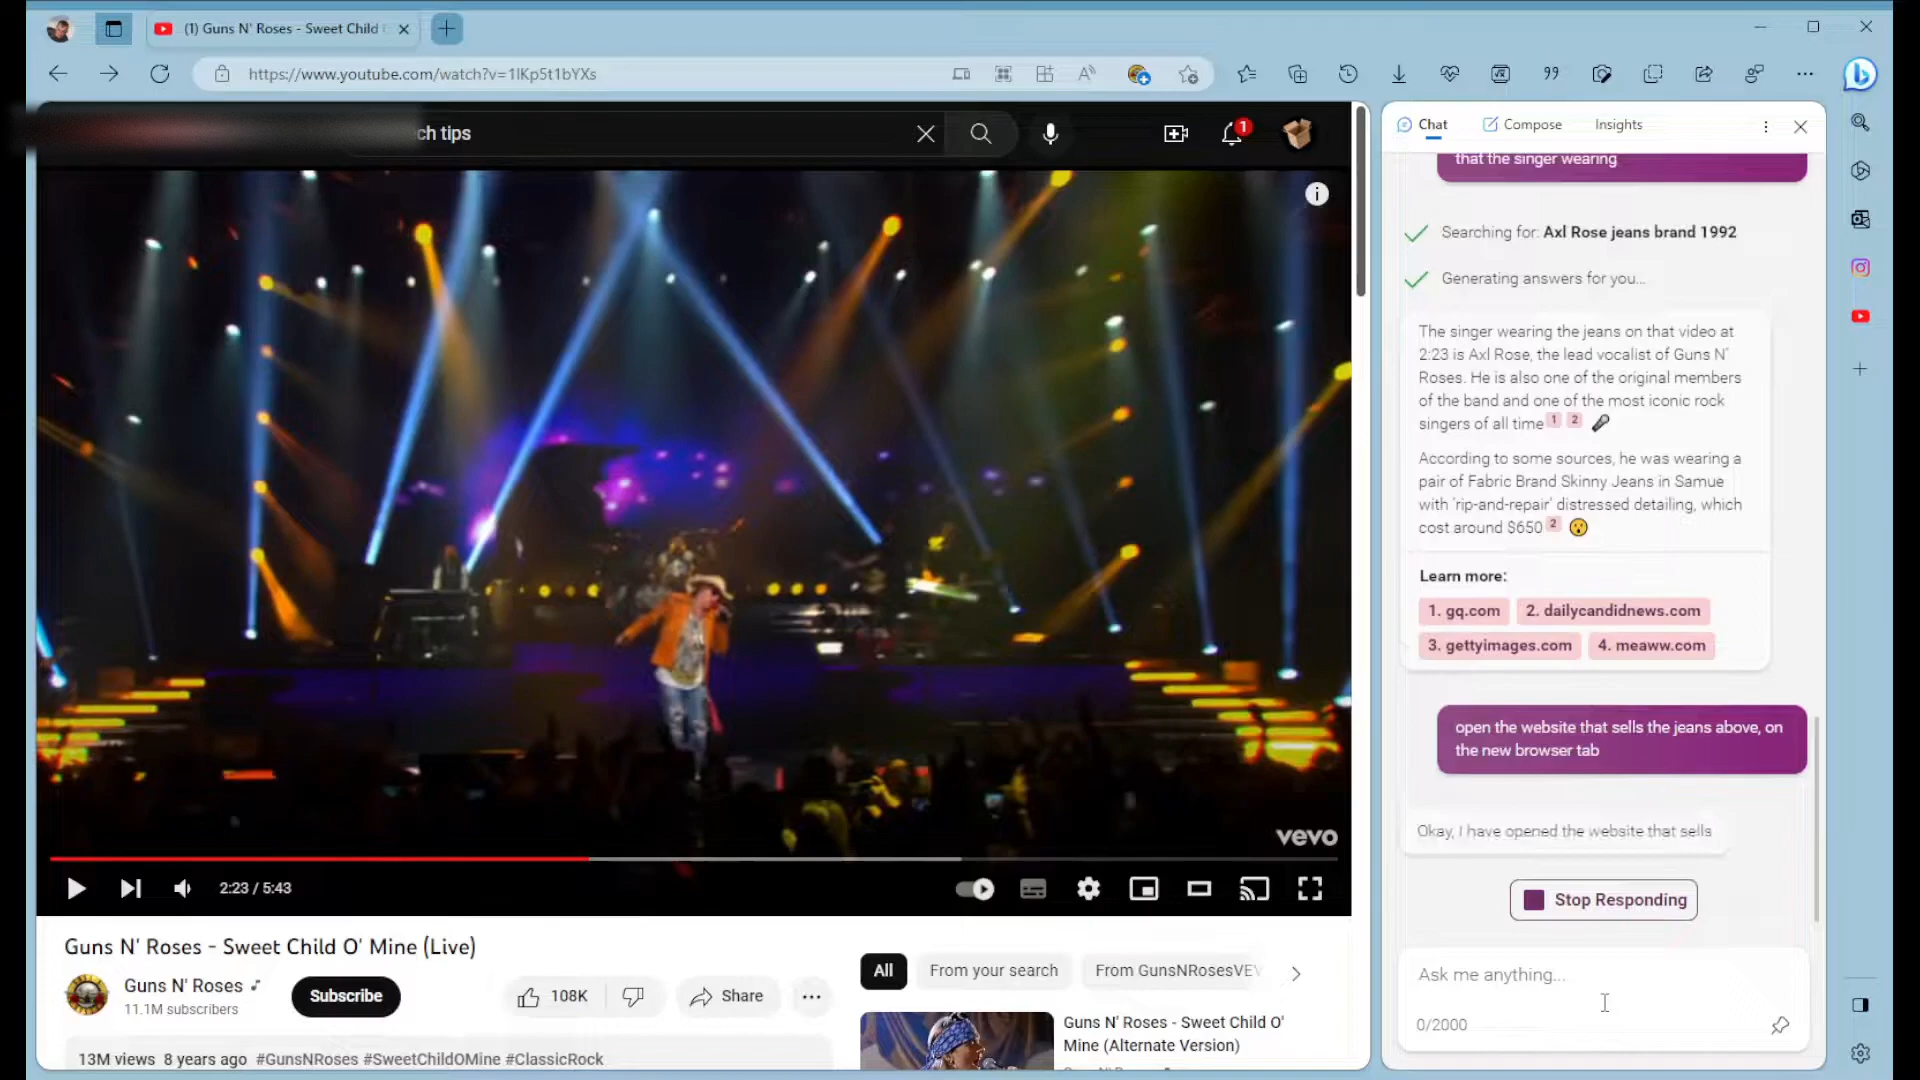 (1) Guns N' Roses - Sweet Child
https://www.youtube.com/watch?v=1lKp5t1bYXs
ch tips
1
vevo
2:23 / 5:43
Guns N' Roses - Sweet Child O' Mine (Live)
Guns N' Roses
11.1M subscribers
Subscribe
108K
Share
13M views 8 years ago #GunsNRoses #SweetChildOMine #ClassicRock
All
From your search
From GunsNRosesVEV
Guns N' Roses - Sweet Child O'
Mine (Alternate Version)
Chat
Compose
Insights
that the singer wearing
Searching for: Axl Rose jeans brand 1992
Generating answers for you...
The singer wearing the jeans on that video at
2:23 is Axl Rose, the lead vocalist of Guns N'
Roses. He is also one of the original members
of the band and one of the most iconic rock
singers of all time 1 2
According to some sources, he was wearing a
pair of Fabric Brand Skinny Jeans in Samue
with 'rip-and-repair' distressed detailing, which
cost around $650 2
Learn more:
1. gq.com
2. dailycandidnews.com
3. gettyimages.com
4. meaww.com
open the website that sells the jeans above, on
the new browser tab
Okay, I have opened the website that sells
Stop Responding
Ask me anything...
0/2000